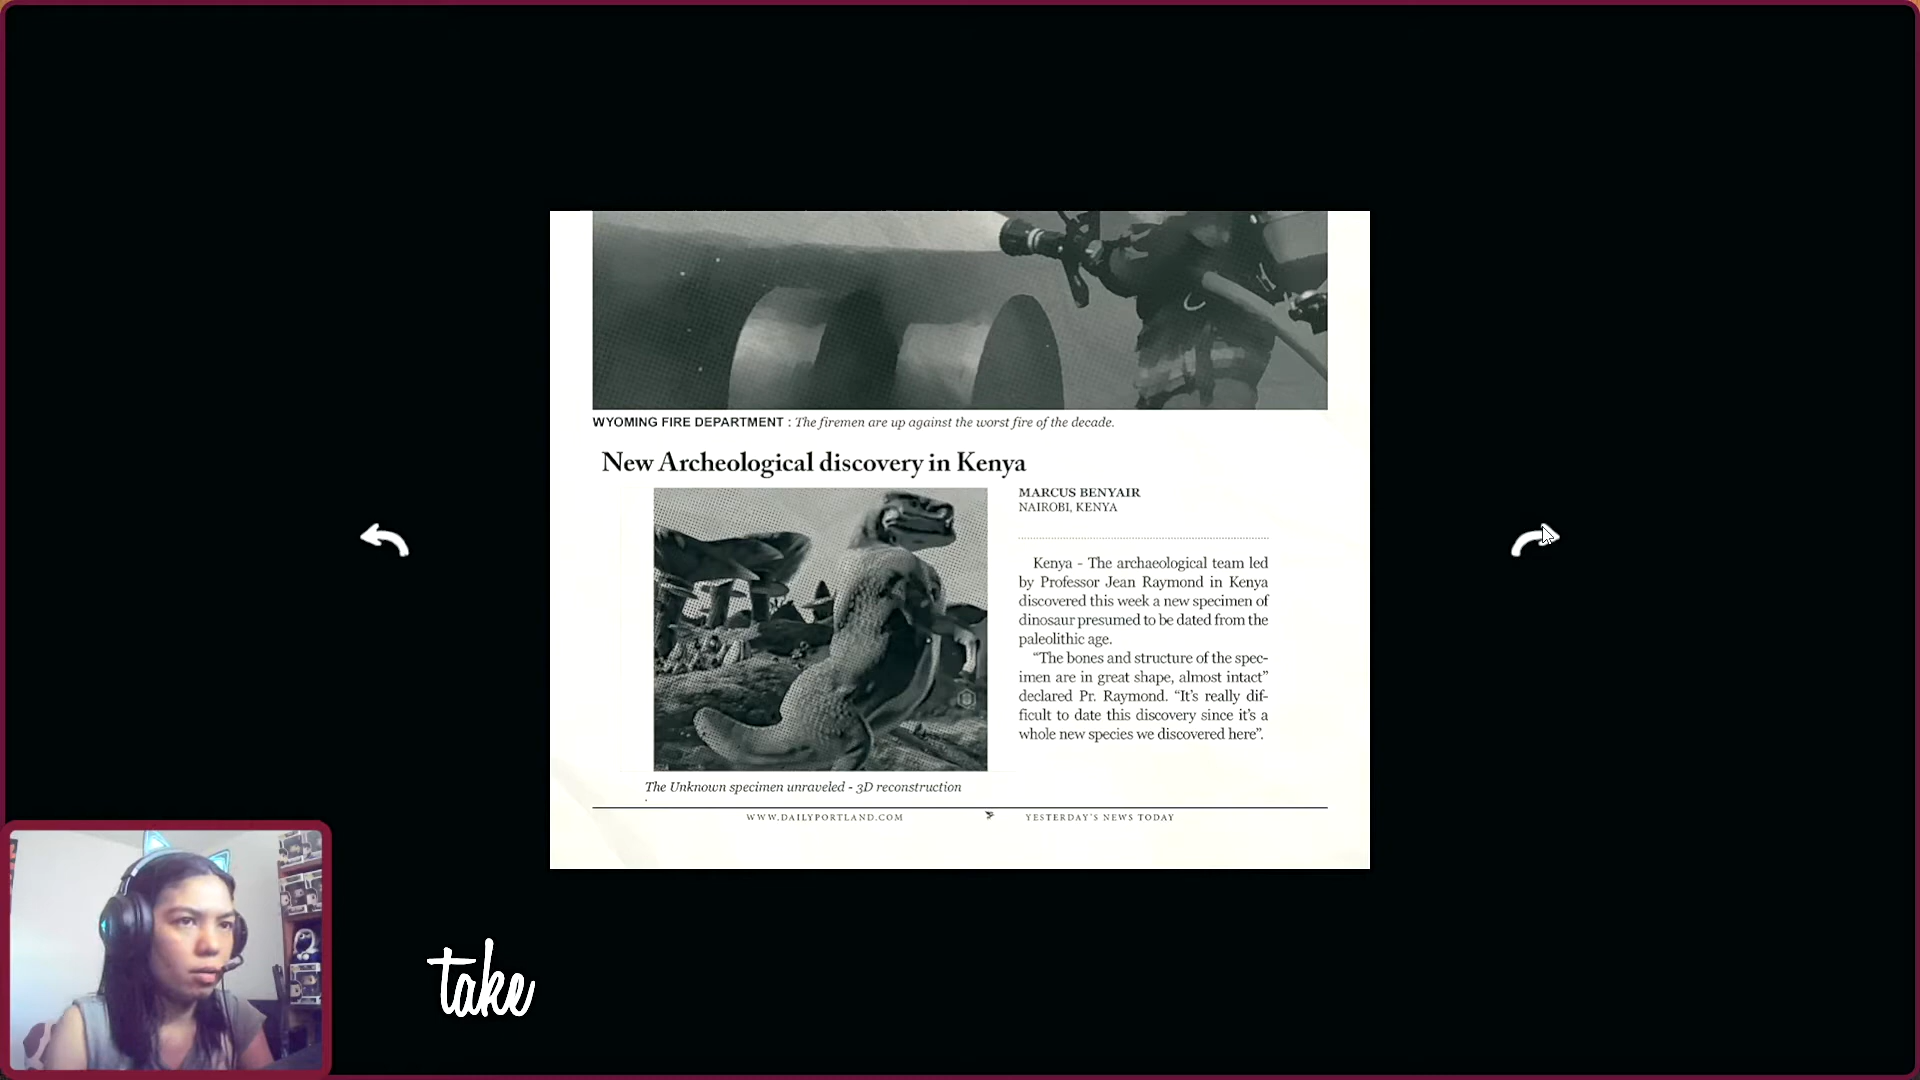 WYOMING FIRE DEPARTMENT : The firemen are up against the worst fire of the decade.
New Archeological discovery in Kenya
MARCUS BENYAIR
NAIROBI, KENYA
Kenya - The archaeological team led
by Professor Jean Raymond in Kenya
discovered this week a new specimen of
dinosaur presumed to be dated from the
paleolithic age.
“The bones and structure of the spec-
imen are in great shape, almost intact”
declared Pr. Raymond. “It's really dif-
ficult to date this discovery since it's a
whole new species we discovered here”.
The Unknown specimen unraveled - 3D reconstruction
WWW.DAILYPORTLAND.COM
YESTERDAY'S NEWS TODAY
take